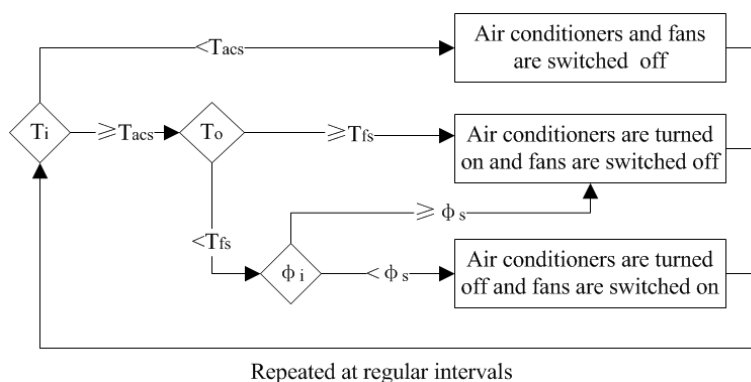 Air conditioners and fans
are switched off
<Tacs
Ti
≥Tacs
To
≥Tfs
Air conditioners are turned
on and fans are switched off
≥ φ s
<Tfs
φ i
< φ s
Air conditioners are turned
off and fans are switched on
Repeated at regular intervals